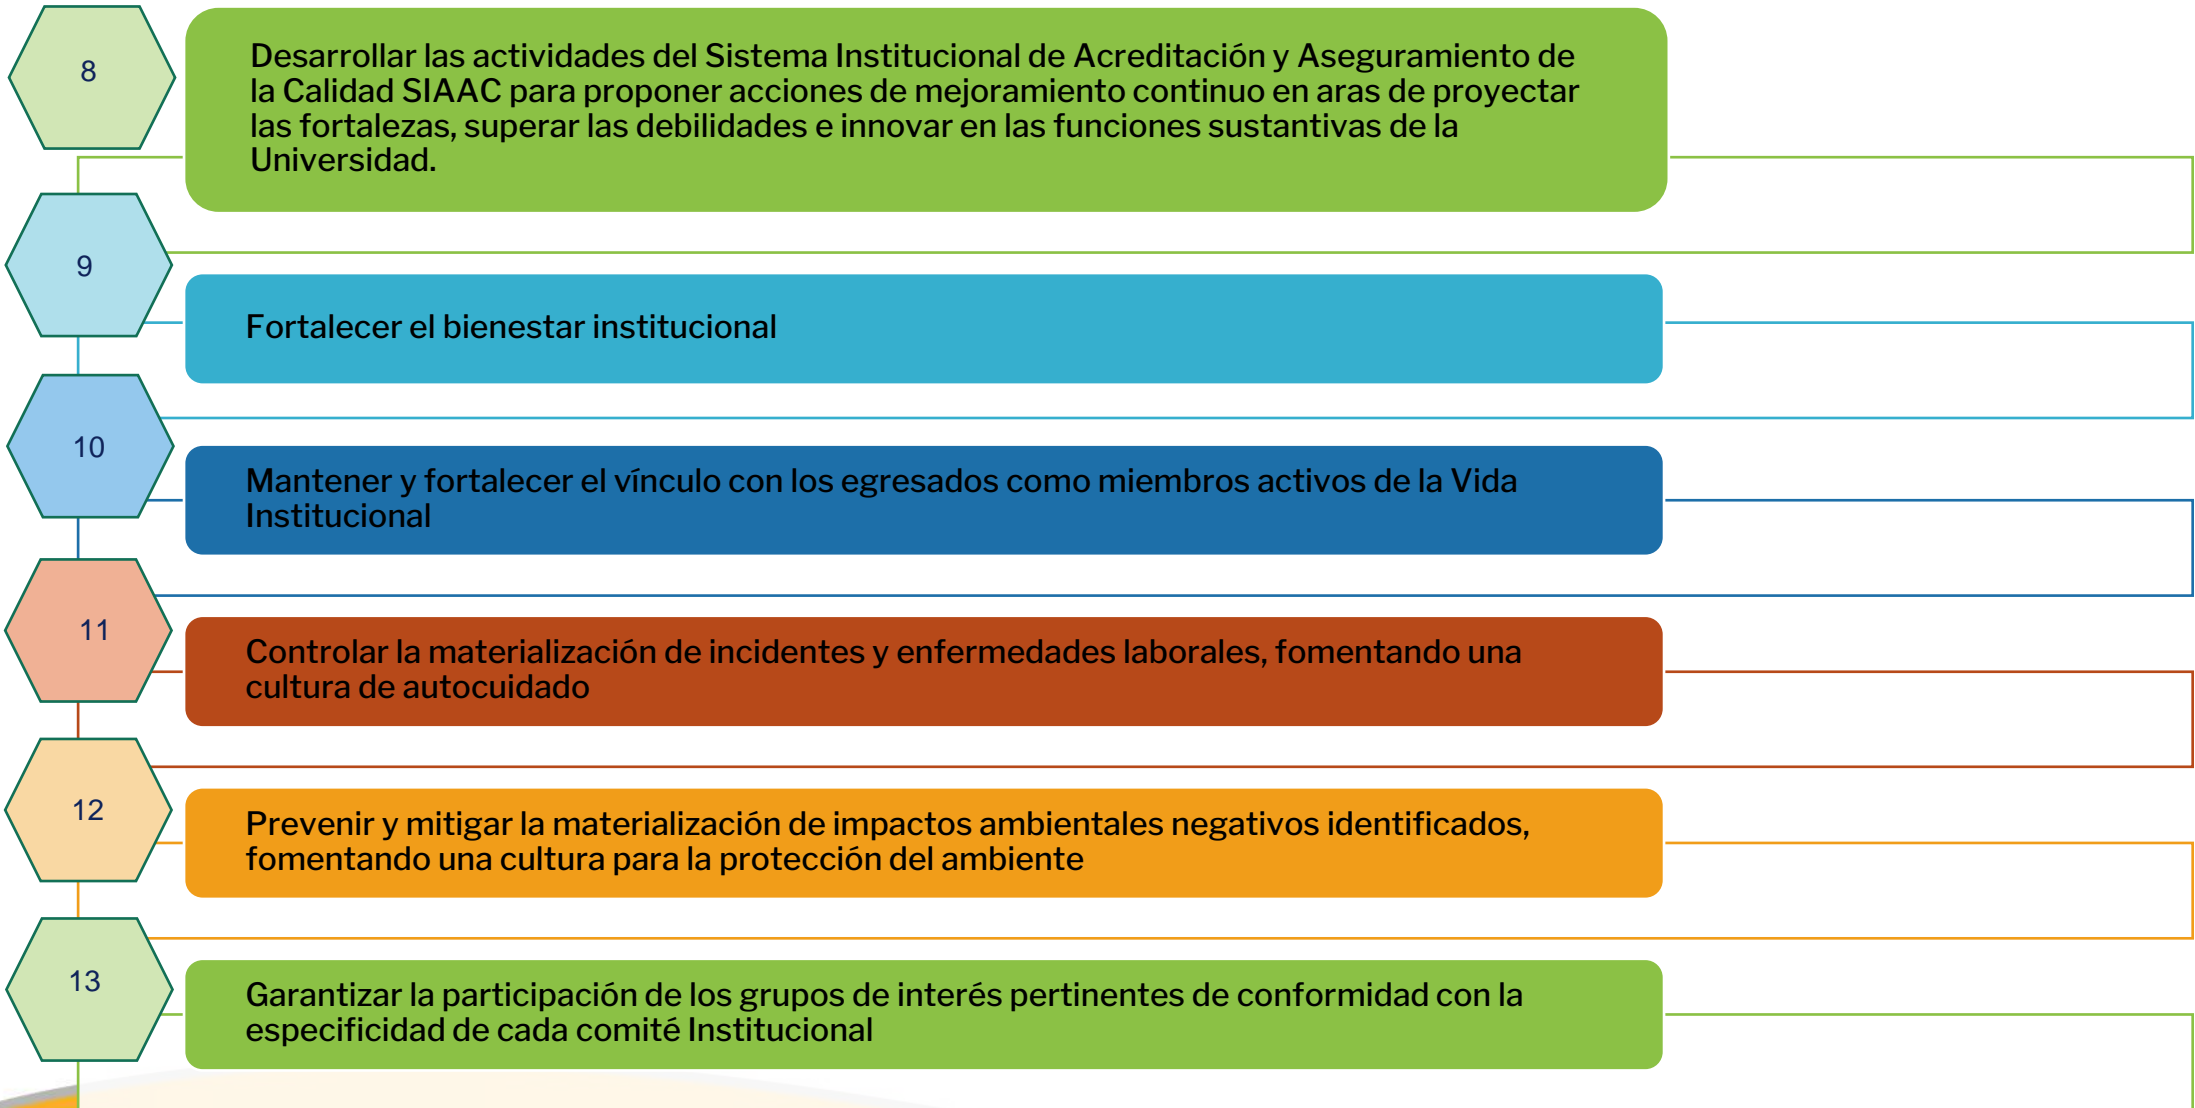 8
Desarrollar las actividades del Sistema Institucional de Acreditación y Aseguramiento de
la Calidad SIAAC para proponer acciones de mejoramiento continuo en aras de proyectar
las fortalezas, superar las debilidades e innovar en las funciones sustantivas de la
Universidad.
9
Fortalecer el bienestar institucional
10
Mantener y fortalecer el vínculo con los egresados como miembros activos de la Vida
Institucional
11
Controlar la materialización de incidentes y enfermedades laborales, fomentando una
cultura de autocuidado
12
Prevenir y mitigar la materialización de impactos ambientales negativos identificados,
fomentando una cultura para la protección del ambiente
13
Garantizar la participación de los grupos de interés pertinentes de conformidad con la
especificidad de cada comité Institucional